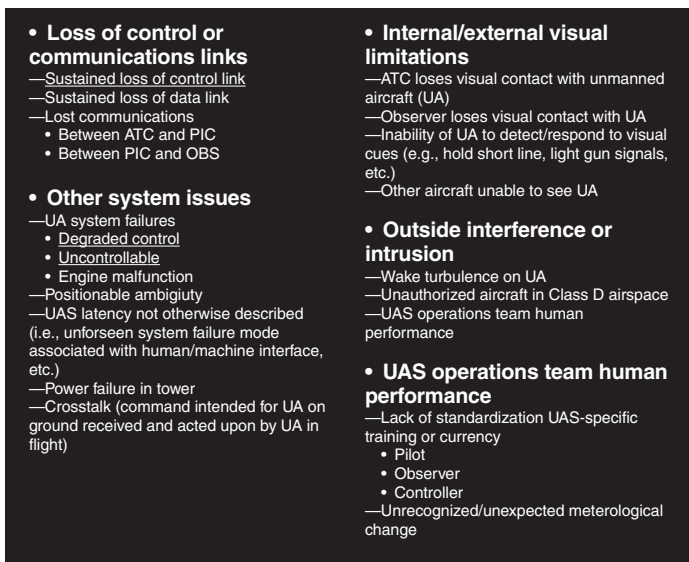 • Loss of control or
communications links
—Sustained loss of control link
—Sustained loss of data link
—Lost communications
• Between ATC and PIC
• Between PIC and OBS
• Other system issues
—UA system failures
• Degraded control
• Uncontrollable
• Engine malfunction
—Positionable ambigiuty
—UAS latency not otherwise described
(i.e., unforseen system failure mode
associated with human/machine interface,
etc.)
—Power failure in tower
—Crosstalk (command intended for UA on
ground received and acted upon by UA in
flight)
• Internal/external visual
limitations
—ATC loses visual contact with unmanned
aircraft (UA)
—Observer loses visual contact with UA
—Inability of UA to detect/respond to visual
cues (e.g., hold short line, light gun signals,
etc.)
—Other aircraft unable to see UA
• Outside interference or
intrusion
—Wake turbulence on UA
—Unauthorized aircraft in Class D airspace
—UAS operations team human
performance
• UAS operations team human
performance
—Lack of standardization UAS-specific
training or currency
• Pilot
• Observer
• Controller
—Unrecognized/unexpected meterological
change